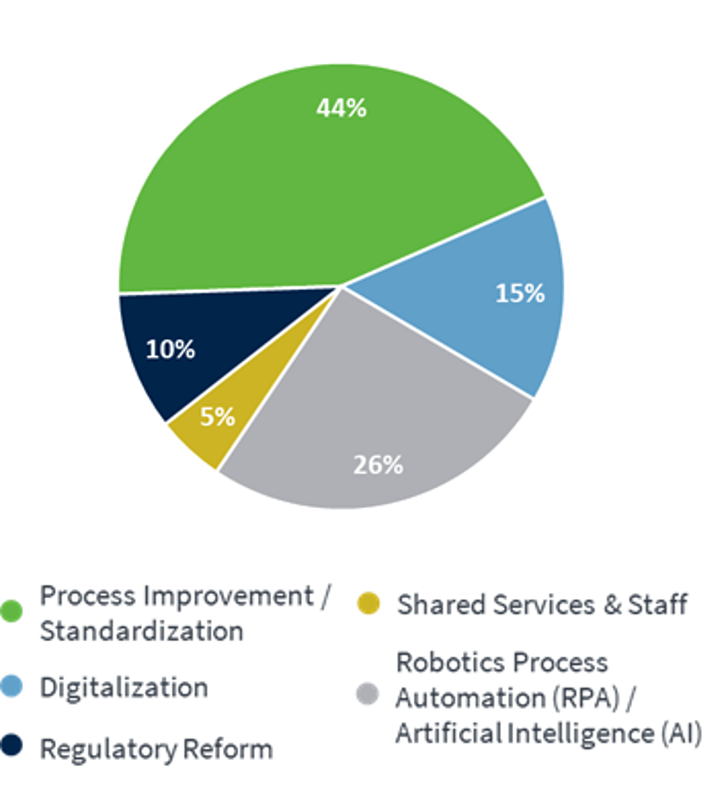 44%
15%
10%
5%
26%
Process Improvement /
Standardization
Digitalization
Regulatory Reform
Shared Services & Staff
Robotics Process
Automation (RPA) /
Artificial Intelligence (AI)